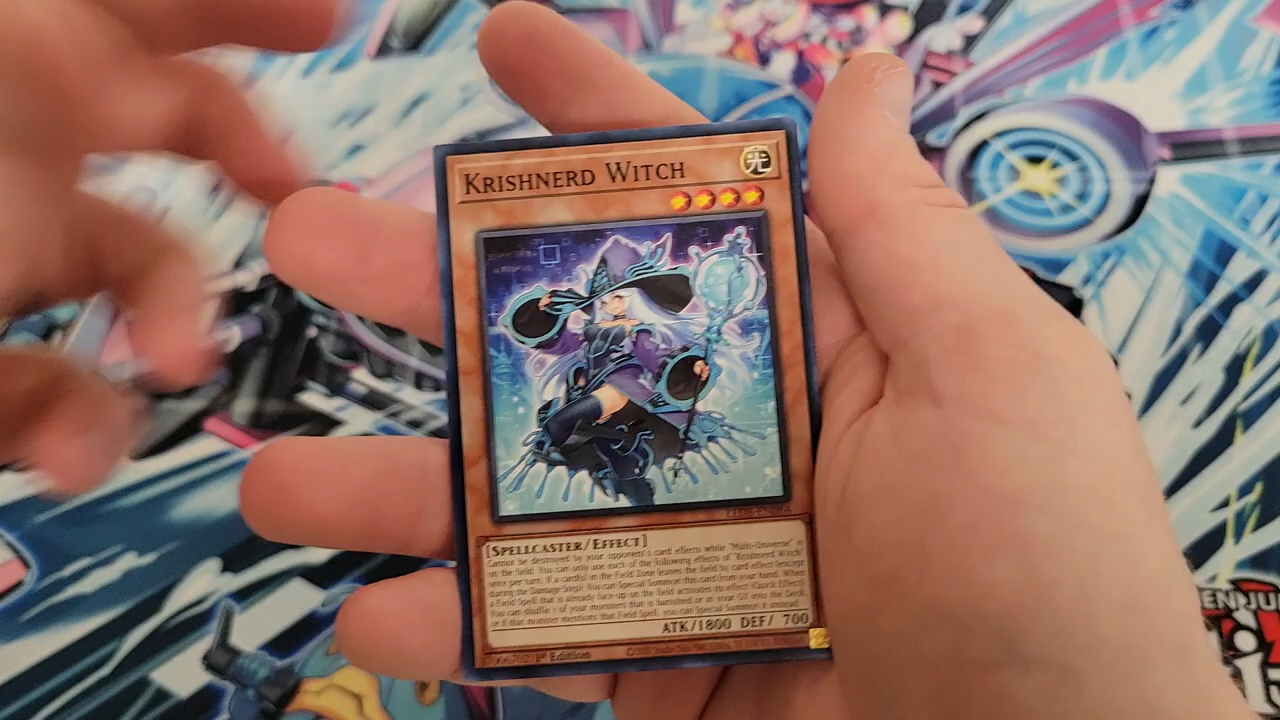 KRISHNERD WITCH
光
[SPELLCASTER/EFFECT]
Cannot be destroyed by your opponent's card effects while "Multi-Universe" is
on the field. You can only use each of the following effects of "Krishnerd Witch"
once per turn. If a card(s) in the Field Zone leaves the field by card effect (except
during the Damage Step): You can Special Summon this card from your hand. When
a Field Spell that is already face-up on the field activates its effect (Quick Effect):
You can shuffle 1 of your monsters that is banished or in your GY into the Deck,
or if that monster mentions that Field Spell, you can Special Summon it instead.
ATK/1800 DEF/ 700
1st Edition